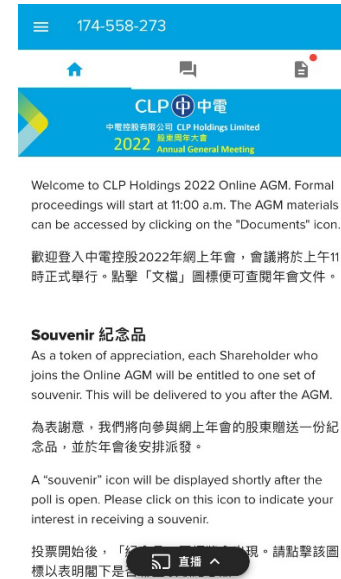 174-558-273
CLP中電
中電控股有限公司 CLP Holdings Limited
2022 股東周年大會 Annual General Meeting
Welcome to CLP Holdings 2022 Online AGM. Formal
proceedings will start at 11:00 a.m. The AGM materials
can be accessed by clicking on the "Documents" icon.
歡迎登入中電控股2022年網上年會，會議將於上午11
時正式舉行。點擊「文檔」圖標便可查閱年會文件。
Souvenir 紀念品
As a token of appreciation, each Shareholder who
joins the Online AGM will be entitled to one set of
souvenir. This will be delivered to you after the AGM.
為表謝意，我們將向參與網上年會的股東贈送一份紀
念品，並於年會後安排派發。
A “souvenir” icon will be displayed shortly after the
poll is open. Please click on this icon to indicate your
interest in receiving a souvenir.
投票開始後，「紀 現。請點擊該圖
標以表明閣下是
直播